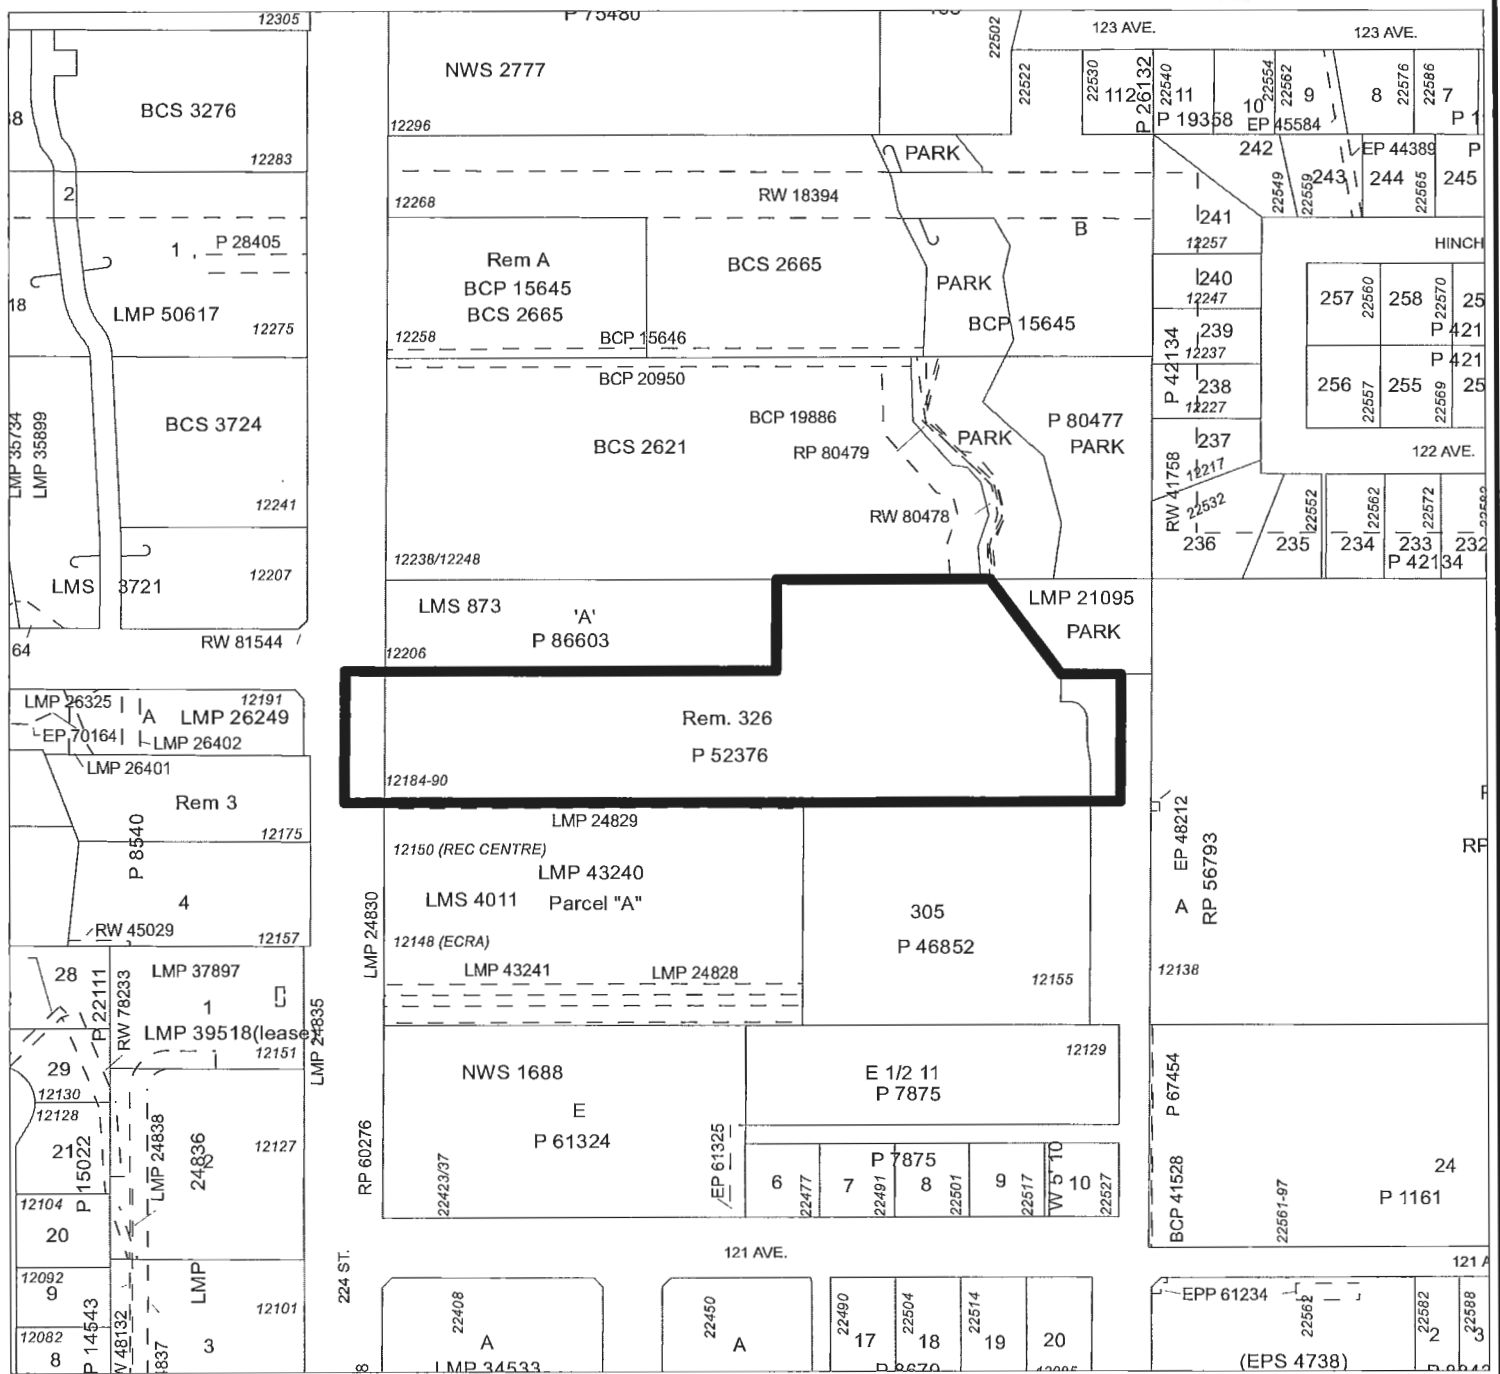 12305
P 75480
22502
123 AVE.
123 AVE.
NWS 2777
22522
22530
112
P 26132
22540
11
22554
10
22562
9
8
22576
22586
7
BCS 3276
12296
P 19358
EP 45584
12283
PARK
242
EP 44389
P
2
RW 18394
22549
22559
243
244
22565
245
12268
241
12257
B
1
P 28405
HINCH
Rem A
BCP 15645
BCS 2665
BCS 2665
PARK
240
12247
257
22560
258
22570
18
LMP 50617
12275
BCP 15645
239
12237
P 421
12258
BCP 15646
P 42134
P 421
BCP 20950
238
12227
256
22557
255
22569
LMP 35734
LMP 35899
BCS 3724
BCP 19886
P 80477
PARK
BCS 2621
RP 80479
PARK
237
12217
122 AVE.
RW 41758
22532
12241
RW 80478
22552
22562
22572
236
235
234
233
232
P 42134
12238/12248
12207
LMS 3721
LMS 873
'A'
P 86603
LMP 21095
PARK
64
RW 81544
12206
LMP 26325
12191
A
LMP 26249
EP 70164
LMP 26402
Rem. 326
P 52376
LMP 26401
12184-90
Rem 3
12175
P 8540
LMP 24829
EP 48212
RP 56793
A
12150 (REC CENTRE)
LMP 43240
LMS 4011
Parcel "A"
4
LMP 24830
305
P 46852
RW 45029
12157
12148 (ECRA)
LMP 43241
LMP 24828
12155
12138
28
P 22111
RW 78233
LMP 37897
1
LMP 39518(lease)
12151
LMP 24835
29
12130
NWS 1688
E
P 61324
12129
E 1/2 11
P 7875
P 67454
12128
21
P 15022
LMP 24838
24836
2
12127
RP 60276
22423/37
EP 61325
P 7875
6
22477
7
22491
8
22501
9
22517
W 5' 10
10
22527
BCP 41528
24
P 1161
22561-97
12104
20
121 AVE.
121 A
224 ST.
12092
9
P 14543
LMP
12101
EPP 61234
22408
22450
22490
22504
22514
22562
22582
22588
12082
8
3
A
LMP 34533
A
17
18
19
20
P 8679
2
3
(EPS 4738)